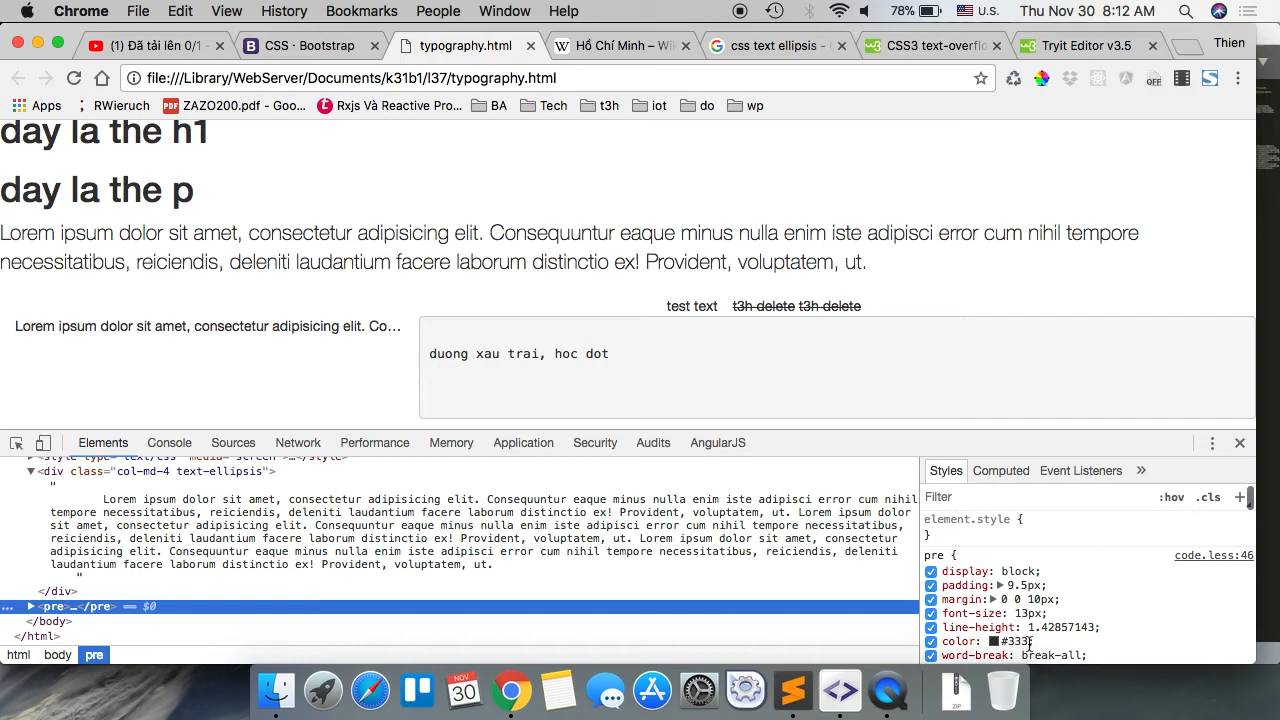 Chrome File Edit View History Bookmarks People Window Help 78% U.S. Thu Nov 30 8:12 AM
(1) Đã tải lên 0/1 - CSS · Bootstrap typography.html Hồ Chí Minh – Wik css text ellipsis - CSS3 text-overflo Tryit Editor v3.5 Thien
file:///Library/WebServer/Documents/k31b1/l37/typography.html OFF
Apps RWieruch ZAZO200.pdf - Goo... Rxjs Và Resctive Pro... BA Tech t3h iot do wp
day la the h1
day la the p
Lorem ipsum dolor sit amet, consectetur adipisicing elit. Consequuntur eaque minus nulla enim iste adipisci error cum nihil tempore
necessitatibus, reiciendis, deleniti laudantium facere laborum distinctio ex! Provident, voluptatem, ut.
test text t3h delete t3h delete
Lorem ipsum dolor sit amet, consectetur adipisicing elit. Co...
duong xau trai, hoc dot
Elements Console Sources Network Performance Memory Application Security Audits AngularJS
<style type="text/css" media="screen">…</style>
<div class="col-md-4 text-ellipsis">
"
Lorem ipsum dolor sit amet, consectetur adipisicing elit. Consequuntur eaque minus nulla enim iste adipisci error cum nihil
tempore necessitatibus, reiciendis, deleniti laudantium facere laborum distinctio ex! Provident, voluptatem, ut. Lorem ipsum dolor
sit amet, consectetur adipisicing elit. Consequuntur eaque minus nulla enim iste adipisci error cum nihil tempore necessitatibus,
reiciendis, deleniti laudantium facere laborum distinctio ex! Provident, voluptatem, ut. Lorem ipsum dolor sit amet, consectetur
adipisicing elit. Consequuntur eaque minus nulla enim iste adipisci error cum nihil tempore necessitatibus, reiciendis, deleniti
laudantium facere laborum distinctio ex! Provident, voluptatem, ut.
"
</div>
... <pre>…</pre> == $0
</body>
</html>
html body pre
Styles Computed Event Listeners »
Filter :hov .cls +
element.style {
}
pre { code.less:46
display: block;
padding: 9.5px;
margin: 0 0 10px;
font-size: 13px;
line-height: 1.42857143;
color: #333;
word-break: break-all;
NOV
30
ZIP